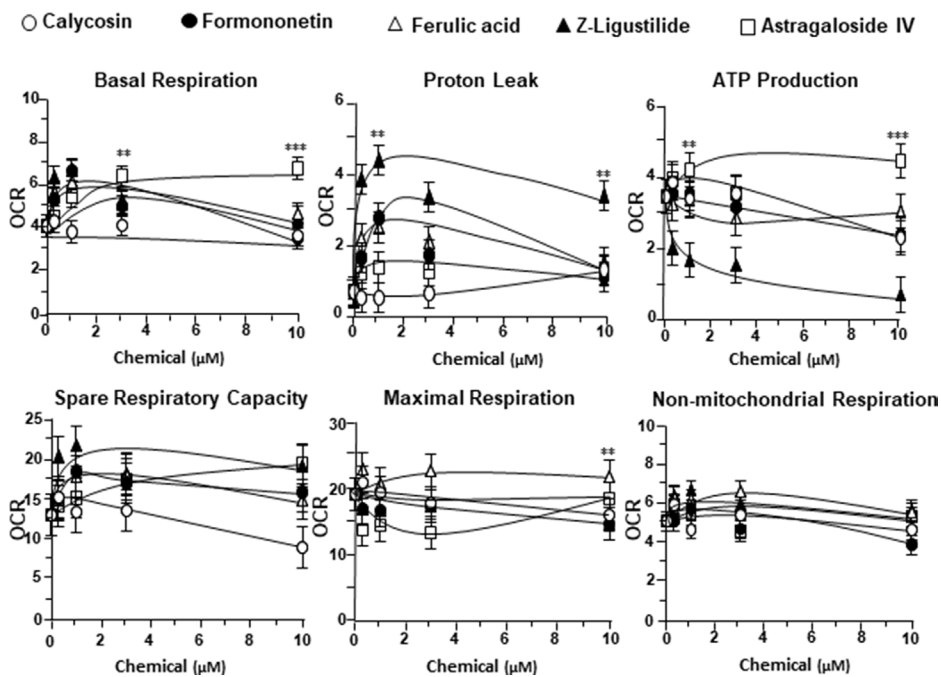 Calycosin Formononetin Ferulic acid Z-Ligustilide Astragaloside IV
Basal Respiration Proton Leak ATP Production
10 6 6
** ***
8 ** ** ***
4 4
6
OCR OCR OCR
4 2 2
2
0 0 0
0 2 4 6 8 10 0 2 4 6 8 10 0 2 4 6 8 10
Chemical (μM) Chemical (μM) Chemical (μM)
Spare Respiratory Capacity Maximal Respiration Non-mitochondrial Respiration
25 30 10
20 8
**
15 20 6
OCR OCR OCR
10 10 4
5 2
0 0 0
0 2 4 6 8 10 0 2 4 6 8 10 0 2 4 6 8 10
Chemical (μM) Chemical (μM) Chemical (μM)